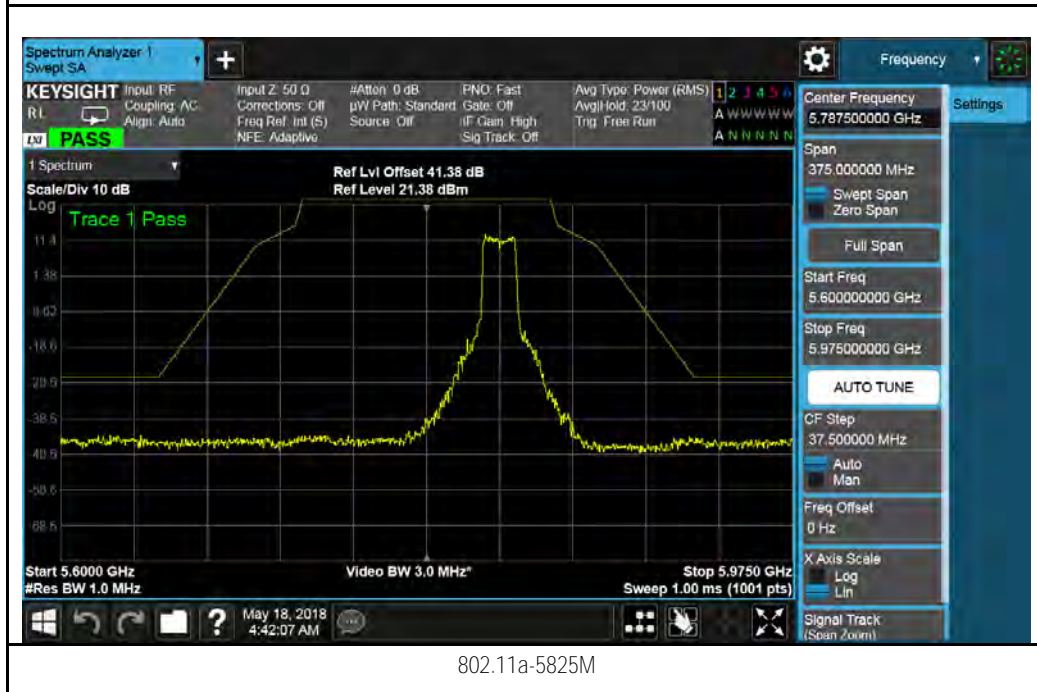 Spectrum Analyzer 1
Swept SA
+
Frequency
KEYSIGHT
RL
LXI
PASS
Input: RF
Coupling: AC
Align: Auto
Input Z: 50 Ω
Corrections: Off
Freq Ref: Int (S)
NFE: Adaptive
#Atten: 0 dB
µW Path: Standard
Source: Off
PNO: Fast
Gate: Off
IF Gain: High
Sig Track: Off
Avg Type: Power (RMS)
Avg|Hold: 23/100
Trig: Free Run
1 2 3 4 5 6
A W W W W W
A N N N N N
1 Spectrum
Scale/Div 10 dB
Ref Lvl Offset 41.38 dB
Ref Level 21.38 dBm
Log
Trace 1 Pass
11.4
1.38
-18.6
-38.6
-58.6
-68.6
Start 5.6000 GHz
#Res BW 1.0 MHz
Video BW 3.0 MHz*
Stop 5.9750 GHz
Sweep 1.00 ms (1001 pts)
?
May 18, 2018
4:42:07 AM
Center Frequency
5.787500000 GHz
Settings
Span
375.000000 MHz
Swept Span
Zero Span
Full Span
Start Freq
5.600000000 GHz
Stop Freq
5.975000000 GHz
AUTO TUNE
CF Step
37.500000 MHz
Auto
Man
Freq Offset
0 Hz
X Axis Scale
Log
Lin
Signal Track
(Span Zoom)
802.11a-5825M